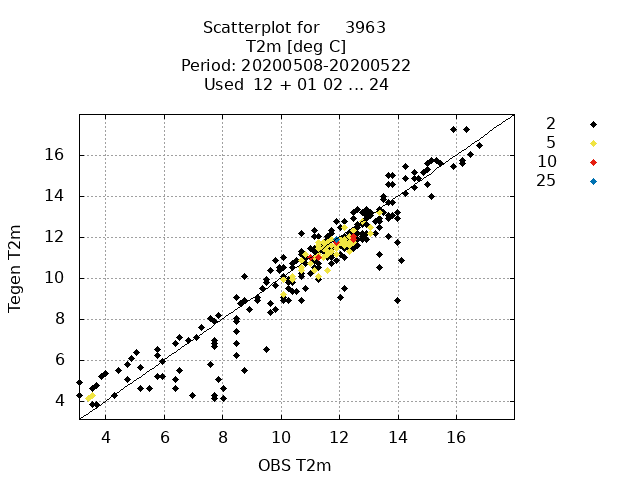 Scatterplot for 3963
T2m [deg C]
Period: 20200508-20200522
Used 12 + 01 02 ... 24
2
5
10
25
16
14
12
10
8
6
4
Tegen T2m
4 6 8 10 12 14 16
OBS T2m